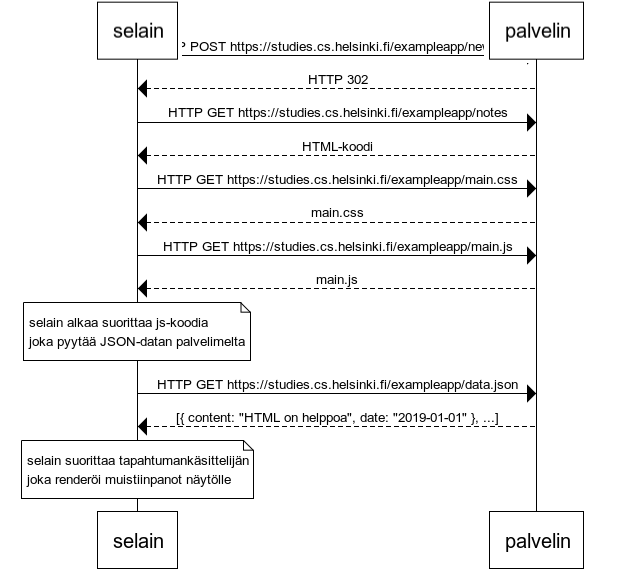 selain
palvelin
POST https://studies.cs.helsinki.fi/exampleapp/
HTTP 302
HTTP GET https://studies.cs.helsinki.fi/exampleapp/notes
HTML-koodi
HTTP GET https://studies.cs.helsinki.fi/exampleapp/main.css
main.css
HTTP GET https://studies.cs.helsinki.fi/exampleapp/main.js
main.js
selain alkaa suorittaa js-koodia
joka pyytää JSON-datan palvelimelta
HTTP GET https://studies.cs.helsinki.fi/exampleapp/data.json
[{ content: "HTML on helppoa", date: "2019-01-01" }, ...]
selain suorittaa tapahtumankäsittelijän
joka renderöi muistiinpanot näytölle
selain
palvelin